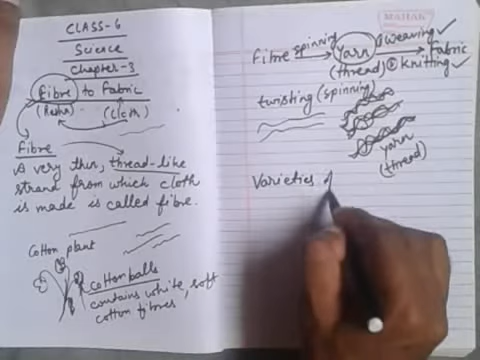 CLASS-6
Science
Chapter-3
Fibre to Fabric
(Cloth)
Fibre
A very thin, thread-like
strand from which cloth
is made is called fibre.
Cotton plant
Cotton balls
contains white, soft
cotton fibres
MAHAK
Fibre spinning Yarn ① weaving ✓ Fabric
(thread) ② knitting ✓
twisting (spinning)
yarn
(thread)
Varieties